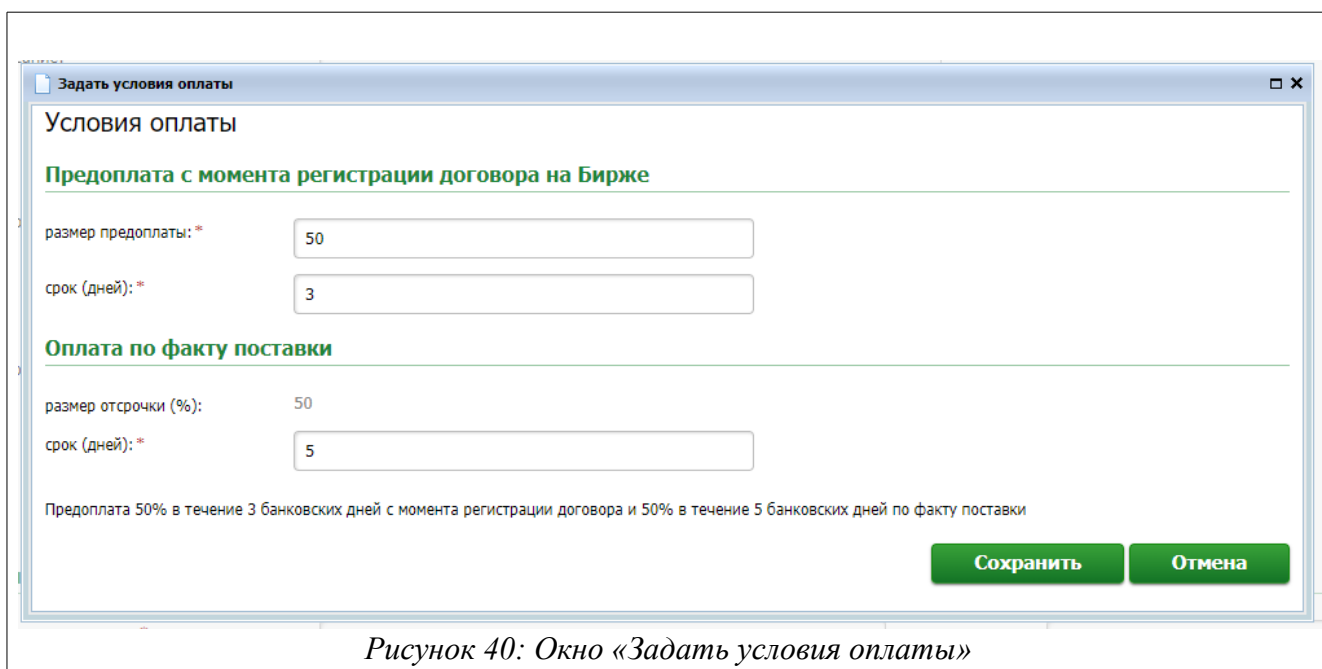 Задать условия оплаты
Условия оплаты
Предоплата с момента регистрации договора на Бирже
размер предоплаты: *
50
срок (дней): *
3
Оплата по факту поставки
размер отсрочки (%):
50
срок (дней): *
5
Предоплата 50% в течение 3 банковских дней с момента регистрации договора и 50% в течение 5 банковских дней по факту поставки
Сохранить
Отмена
Рисунок 40: Окно «Задать условия оплаты»